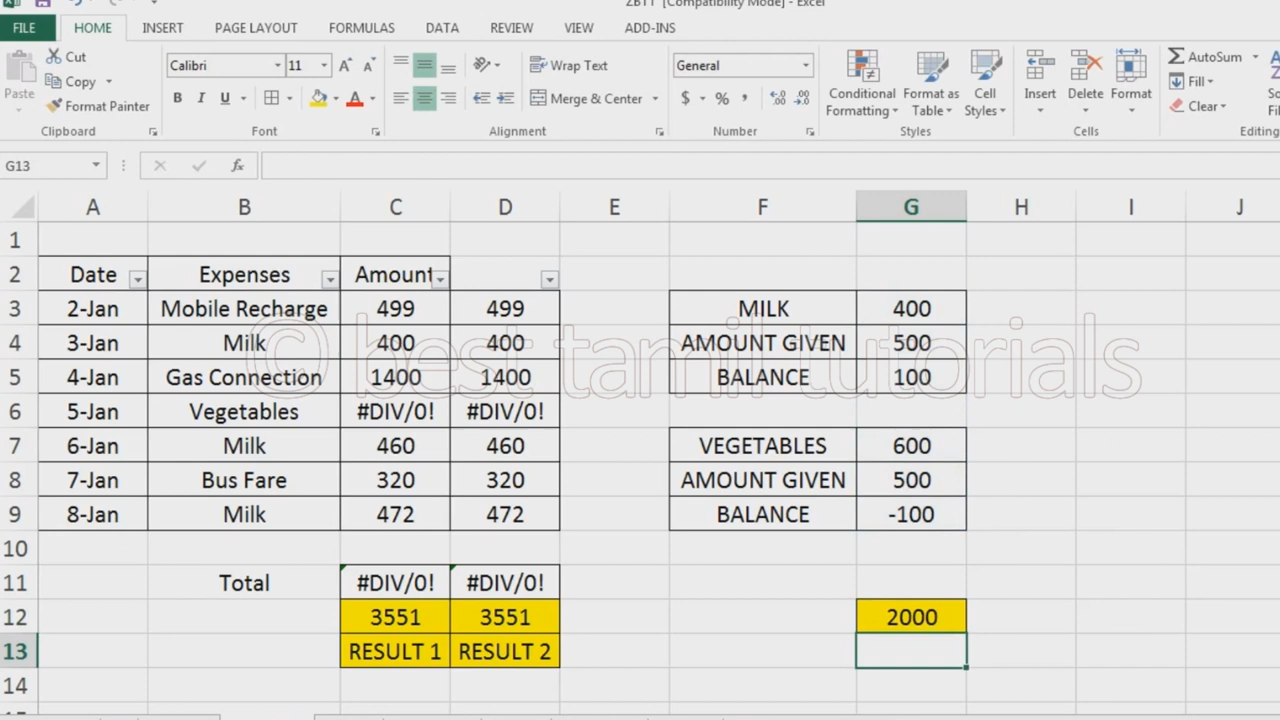 ZBTT [Compatibility Mode] - Excel
FILE HOME INSERT PAGE LAYOUT FORMULAS DATA REVIEW VIEW ADD-INS
Cut Calibri 11 Wrap Text General AutoSum
Paste Copy Conditional Formatting Format as Table Cell Styles Insert Delete Format Fill
Format Painter B I U Merge & Center $ % , Clear
Clipboard Font Alignment Number Styles Cells Editing
G13 fx
A B C D E F G H I J
1
2 Date Expenses Amount
3 2-Jan Mobile Recharge 499 499 MILK 400
4 3-Jan Milk 400 400 AMOUNT GIVEN 500
© best tamil tutorials
5 4-Jan Gas Connection 1400 1400 BALANCE 100
6 5-Jan Vegetables #DIV/0! #DIV/0!
7 6-Jan Milk 460 460 VEGETABLES 600
8 7-Jan Bus Fare 320 320 AMOUNT GIVEN 500
9 8-Jan Milk 472 472 BALANCE -100
10
11 Total #DIV/0! #DIV/0!
12 3551 3551 2000
13 RESULT 1 RESULT 2
14